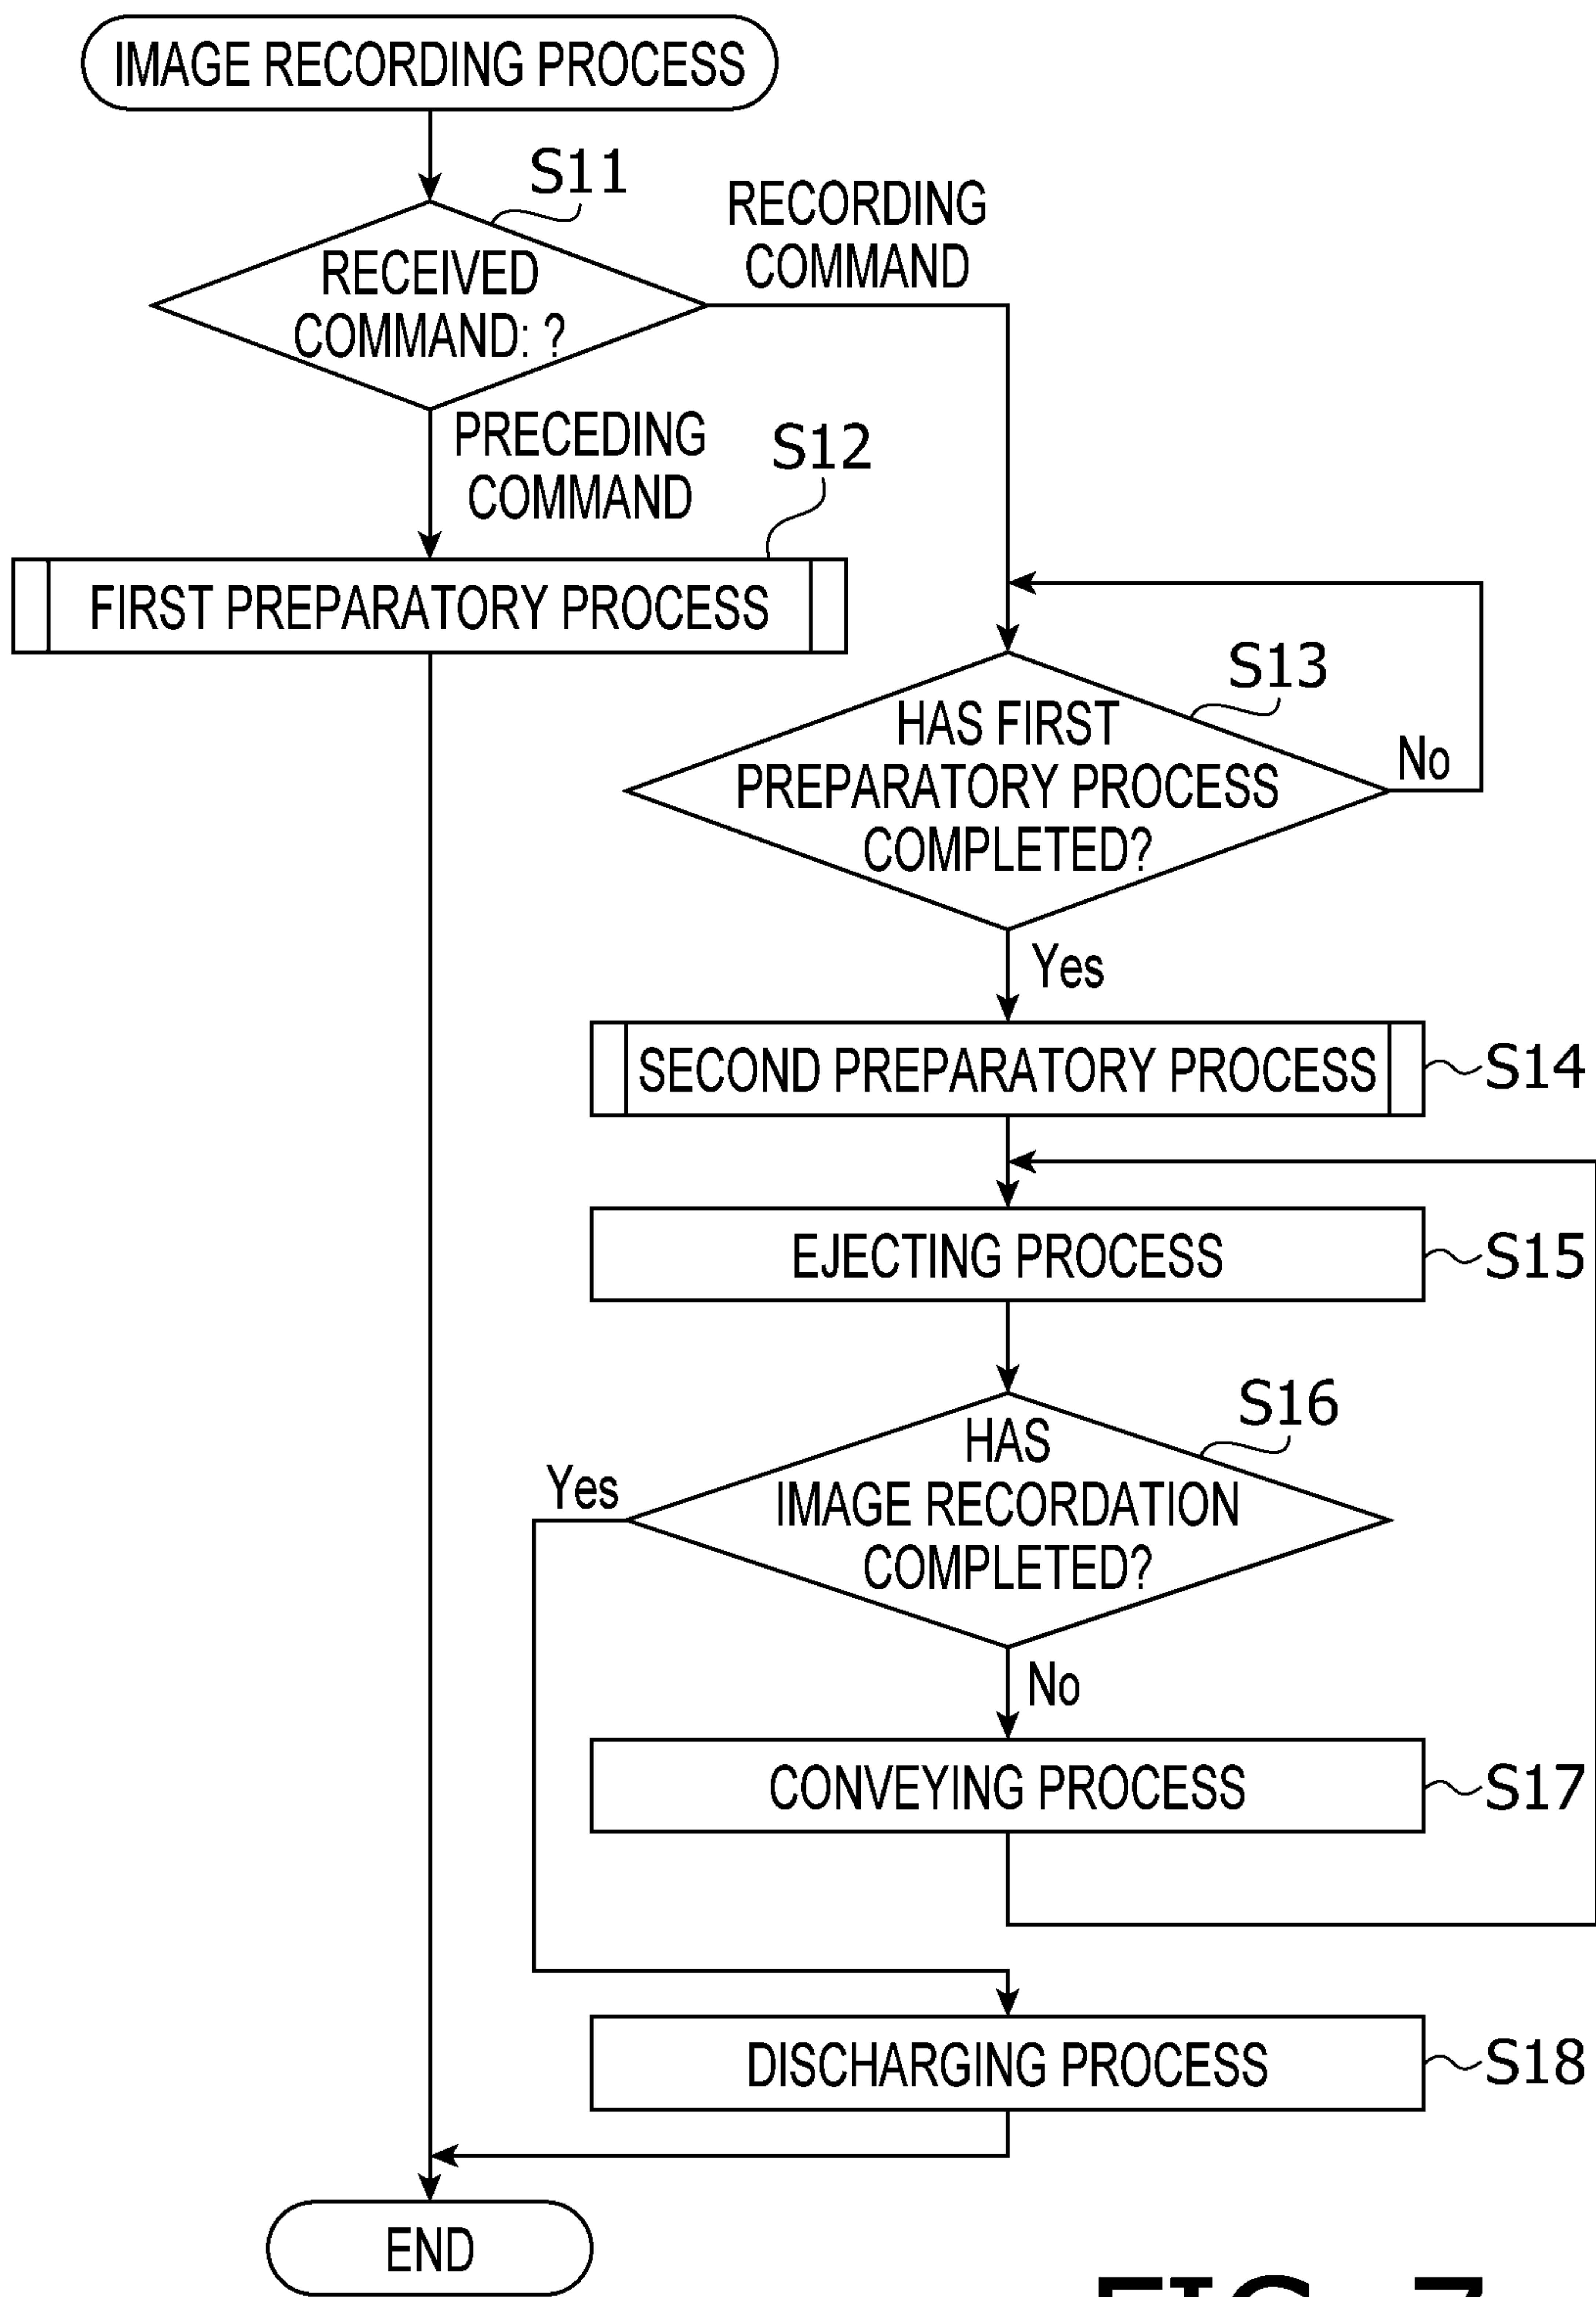 IMAGE RECORDING PROCESS
S11
RECEIVED
COMMAND: ?
RECORDING
COMMAND
PRECEDING
COMMAND
S12
FIRST PREPARATORY PROCESS
S13
HAS FIRST
PREPARATORY PROCESS
COMPLETED?
No
Yes
SECOND PREPARATORY PROCESS
S14
EJECTING PROCESS
S15
S16
HAS
IMAGE RECORDATION
COMPLETED?
Yes
No
CONVEYING PROCESS
S17
DISCHARGING PROCESS
S18
END
FIG. 7